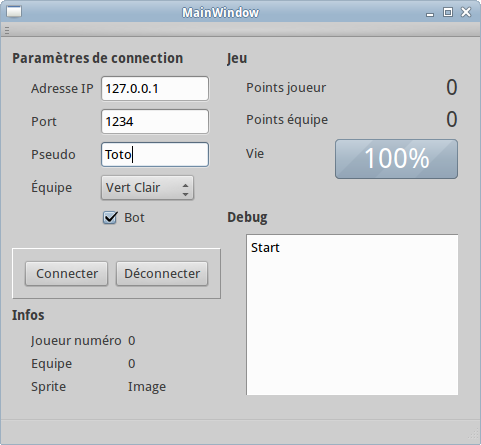 MainWindow
Paramètres de connection
Adresse IP 127.0.0.1
Port 1234
Pseudo Toto
Équipe Vert Clair
Bot
Connecter Déconnecter
Infos
Joueur numéro 0
Equipe 0
Sprite Image
Jeu
Points joueur 0
Points équipe 0
Vie 100%
Debug
Start